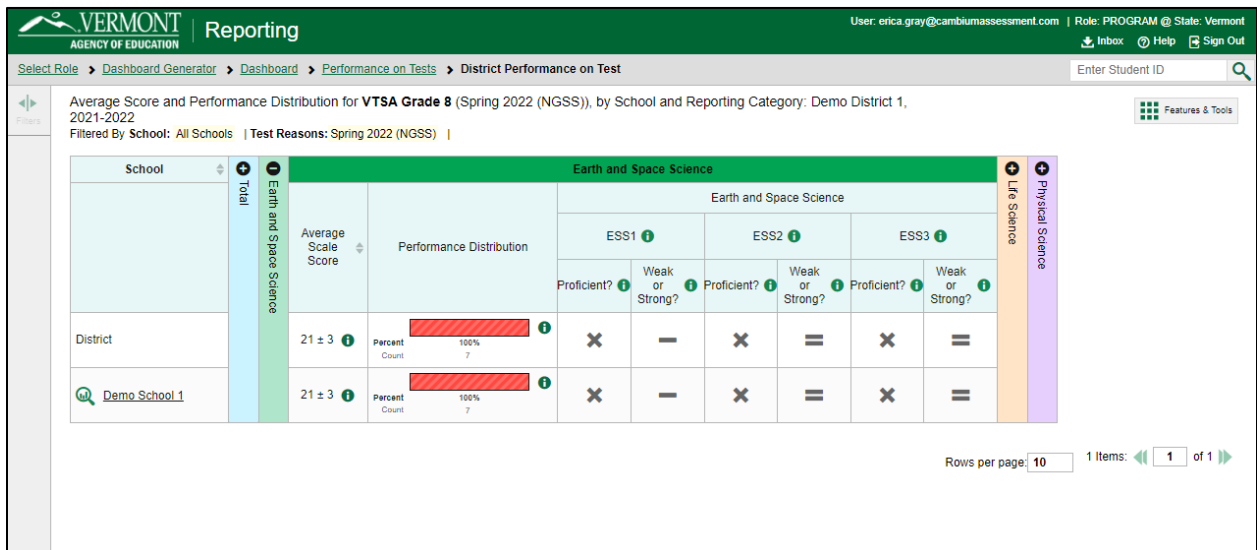 VERMONT
AGENCY OF EDUCATION
Reporting
User: erica.gray@cambiumassessment.com | Role: PROGRAM @ State: Vermont
Inbox Help Sign Out
Select Role > Dashboard Generator > Dashboard > Performance on Tests > District Performance on Test
Enter Student ID
Filters
Average Score and Performance Distribution for VTSA Grade 8 (Spring 2022 (NGSS)), by School and Reporting Category: Demo District 1,
2021-2022
Filtered By School: All Schools | Test Reasons: Spring 2022 (NGSS) |
Features & Tools
School
Total
Earth and Space Science
Earth and Space Science
Life Science
Physical Science
Average
Scale
Score
Performance Distribution
Earth and Space Science
ESS1 ESS2 ESS3
Proficient? Weak or Strong? Proficient? Weak or Strong? Proficient? Weak or Strong?
District 21 ± 3
Percent 100%
Count 7
Demo School 1 21 ± 3
Percent 100%
Count 7
Rows per page: 10 1 Items: 1 of 1